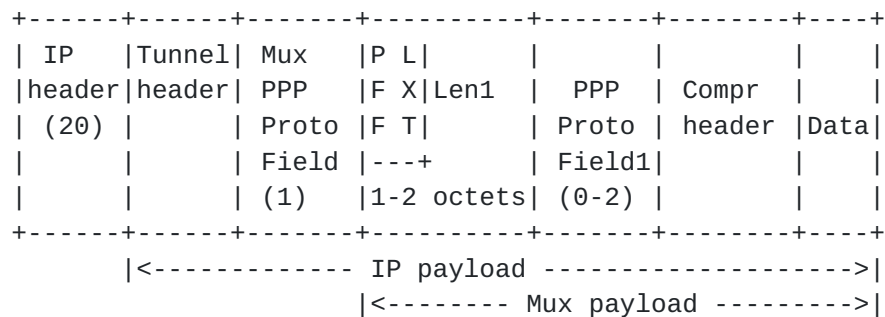 +------+------+-------+----------+-------+--------+----+
| IP   |Tunnel| Mux   |P L|      |       |        |    |
|header|header| PPP   |F X|Len1  |  PPP  | Compr  |    |
| (20) |      | Proto |F T|      | Proto | header |Data|
|      |      | Field |---+      | Field1|        |    |
|      |      | (1)   |1-2 octets| (0-2) |        |    |
+------+------+-------+----------+-------+--------+----+
       |<------------- IP payload -------------------->|
                      |<-------- Mux payload --------->|